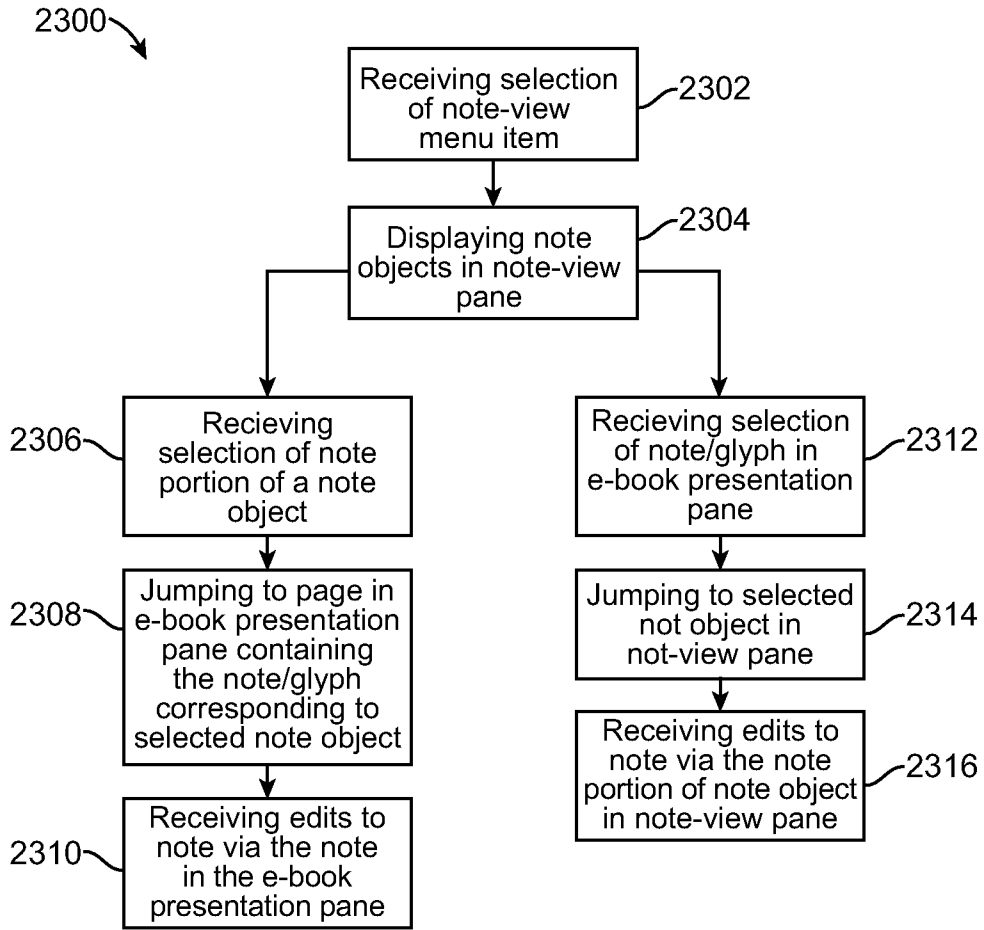 2300
Receiving selection
of note-view
menu item
2302
Displaying note
objects in note-view
pane
2304
Recieving
selection of note
portion of a note
object
2306
Jumping to page in
e-book presentation
pane containing
the note/glyph
corresponding to
selected note object
2308
Receiving edits to
note via the note
in the e-book
presentation pane
2310
Recieving selection
of note/glyph in
e-book presentation
pane
2312
Jumping to selected
not object in
not-view pane
2314
Receiving edits to
note via the note
portion of note object
in note-view pane
2316